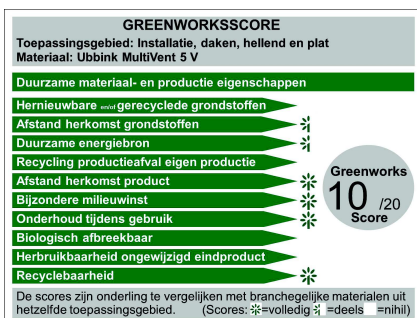 GREENWORKSSCORE
Toepassingsgebied: Installatie, daken, hellend en plat
Materiaal: Ubbink MultiVent 5 V
Duurzame materiaal- en productie eigenschappen
Hernieuwbare en/of gerecyclede grondstoffen
Afstand herkomst grondstoffen
Duurzame energiebron
Recycling productieafval eigen productie
Afstand herkomst product
Bijzondere milieuwinst
Onderhoud tijdens gebruik
Biologisch afbreekbaar
Herbruikbaarheid ongewijzigd eindproduct
Recyclebaarheid
Greenworks
10 /20
Score
De scores zijn onderling te vergelijken met branchegelijke materialen uit
hetzelfde toepassingsgebied. (Scores: =volledig =deels =nihil)